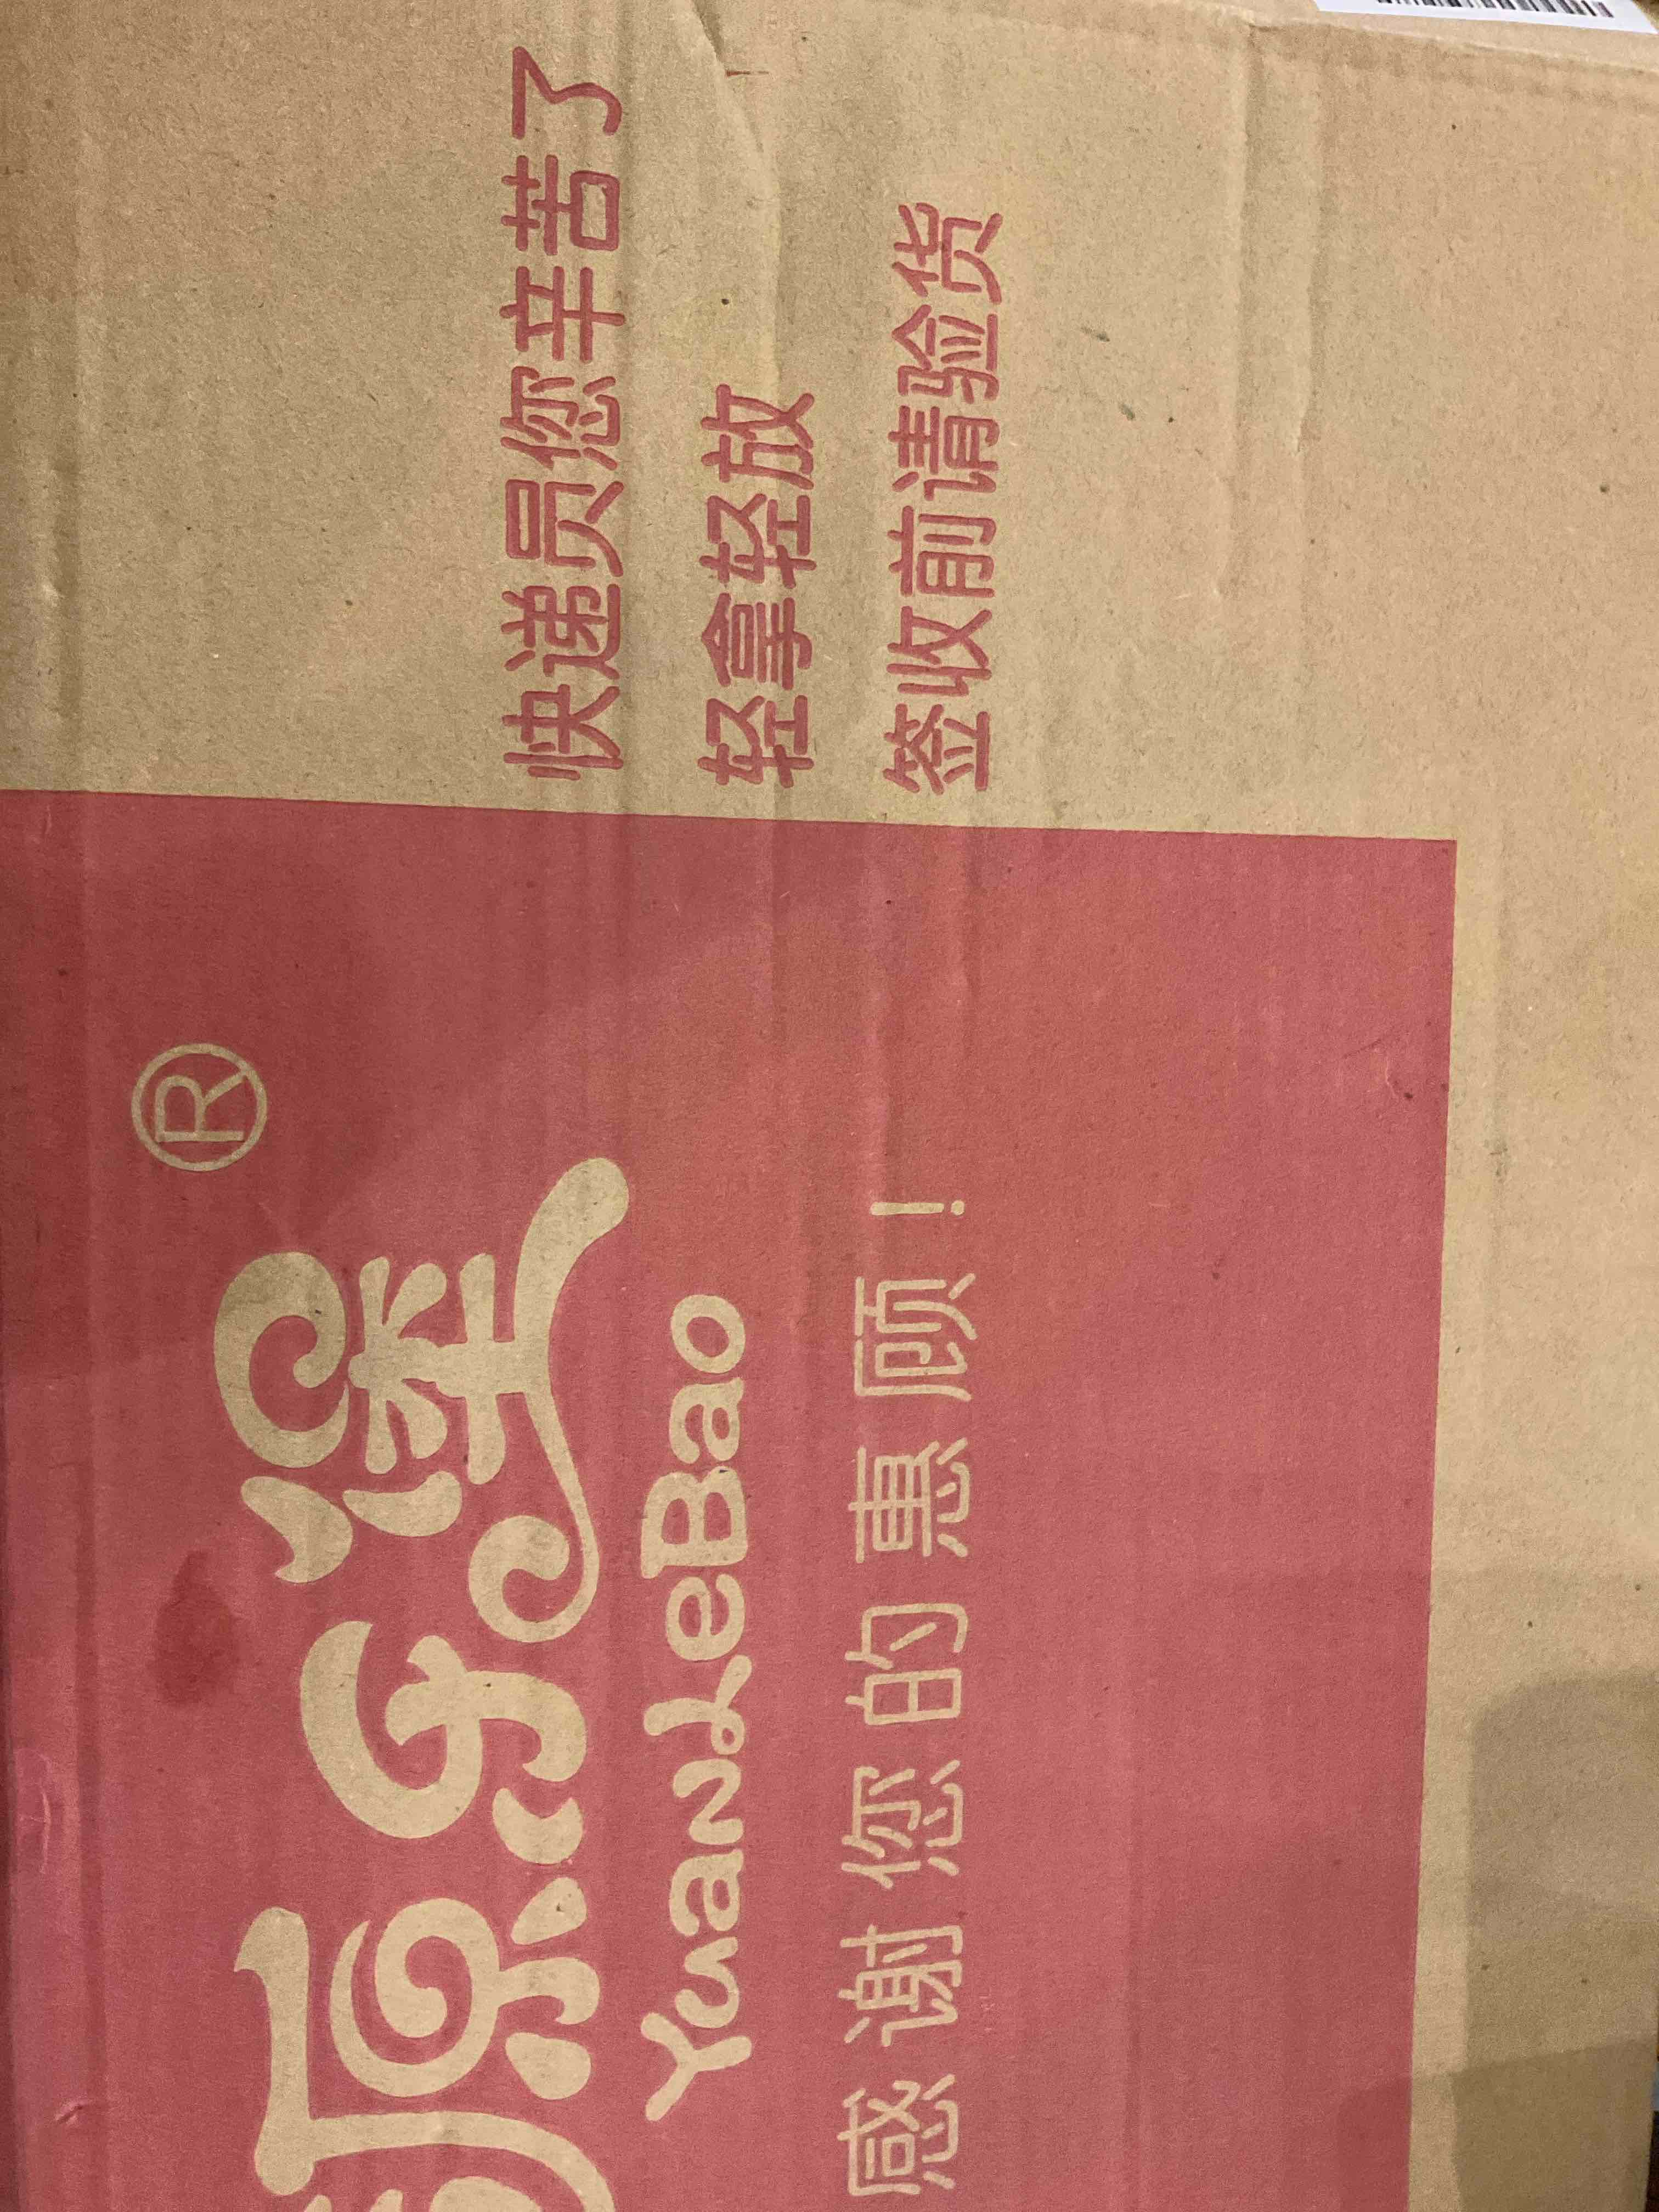 快递员您辛苦了
轻拿轻放
签收前请验货
®
YuanLeBao
感谢您的惠顾!